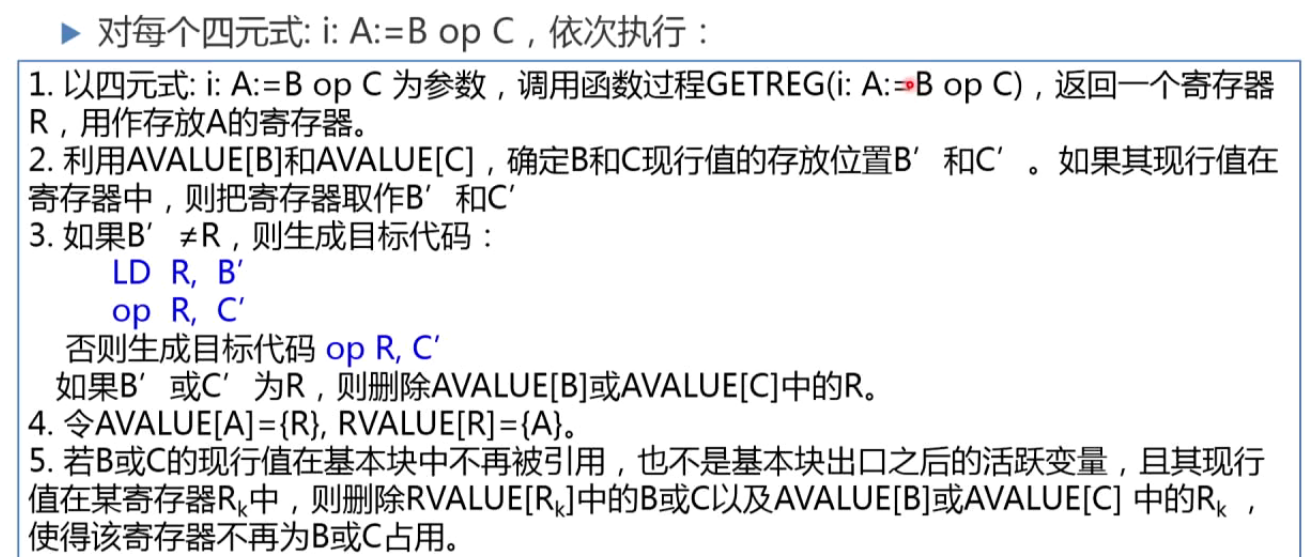 ▶ 对每个四元式: i: A:=B op C，依次执行：
1. 以四元式: i: A:=B op C 为参数，调用函数过程GETREG(i: A:=B op C)，返回一个寄存器
R，用作存放A的寄存器。
2. 利用AVALUE[B]和AVALUE[C]，确定B和C现行值的存放位置B′ 和C′ 。如果其现行值在
寄存器中，则把寄存器取作B′ 和C′
3. 如果B′ ≠R，则生成目标代码：
LD R, B′
op R, C′
否则生成目标代码 op R, C′
如果B′ 或C′ 为R，则删除AVALUE[B]或AVALUE[C]中的R。
4. 令AVALUE[A]={R}, RVALUE[R]={A}。
5. 若B或C的现行值在基本块中不再被引用，也不是基本块出口之后的活跃变量，且其现行
值在某寄存器Rk中，则删除RVALUE[Rk]中的B或C以及AVALUE[B]或AVALUE[C] 中的Rk ，
使得该寄存器不再为B或C占用。